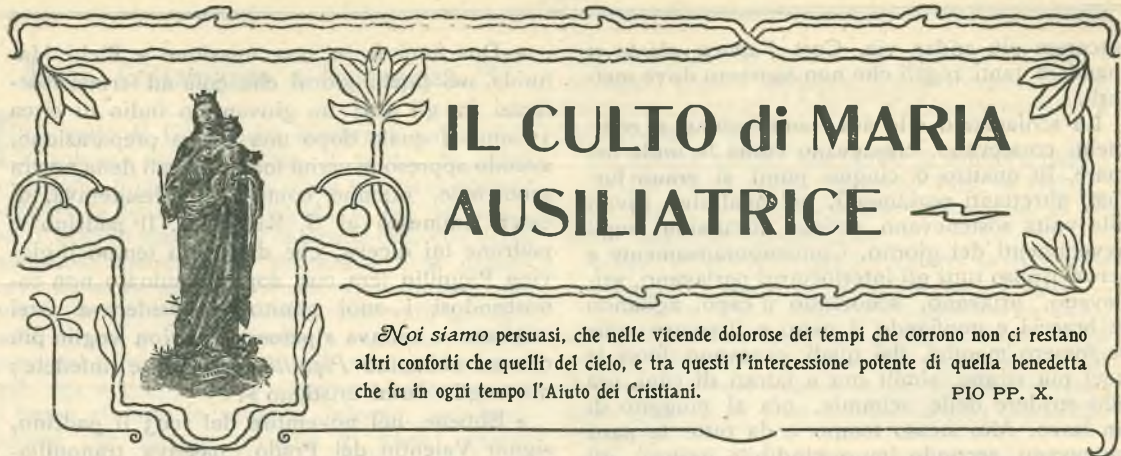 IL CULTO di MARIA
AUSILIATRICE
Noi siamo persuasi, che nelle vicende dolorose dei tempi che corrono non ci restano
altri conforti che quelli del cielo, e tra questi l'intercessione potente di quella benedetta
che fu in ogni tempo l'Aiuto dei Cristiani.
PIO PP. X.